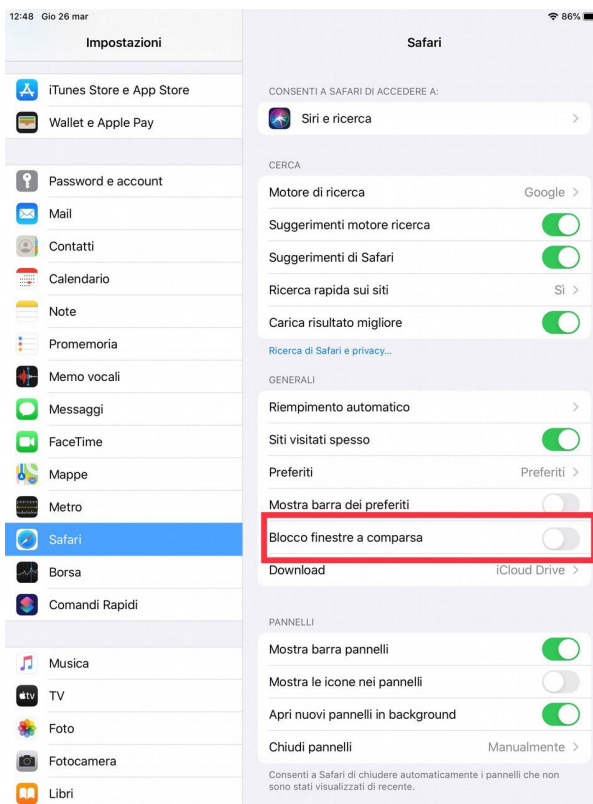 12:48 Gio 26 mar
86%
Impostazioni
iTunes Store e App Store
Wallet e Apple Pay
Password e account
Mail
Contatti
Calendario
Note
Promemoria
Memo vocali
Messaggi
FaceTime
Mappe
Metro
Safari
Borsa
Comandi Rapidi
Musica
tv TV
Foto
Fotocamera
Libri
Safari
CONSENTI A SAFARI DI ACCEDERE A:
Siri e ricerca
CERCA
Motore di ricerca Google
Suggerimenti motore ricerca
Suggerimenti di Safari
Ricerca rapida sui siti Sì
Carica risultato migliore
Ricerca di Safari e privacy...
GENERALI
Riempimento automatico
Siti visitati spesso
Preferiti Preferiti
Mostra barra dei preferiti
Blocco finestre a comparsa
Download iCloud Drive
PANNELLI
Mostra barra pannelli
Mostra le icone nei pannelli
Apri nuovi pannelli in background
Chiudi pannelli Manualmente
Consenti a Safari di chiudere automaticamente i pannelli che non
sono stati visualizzati di recente.